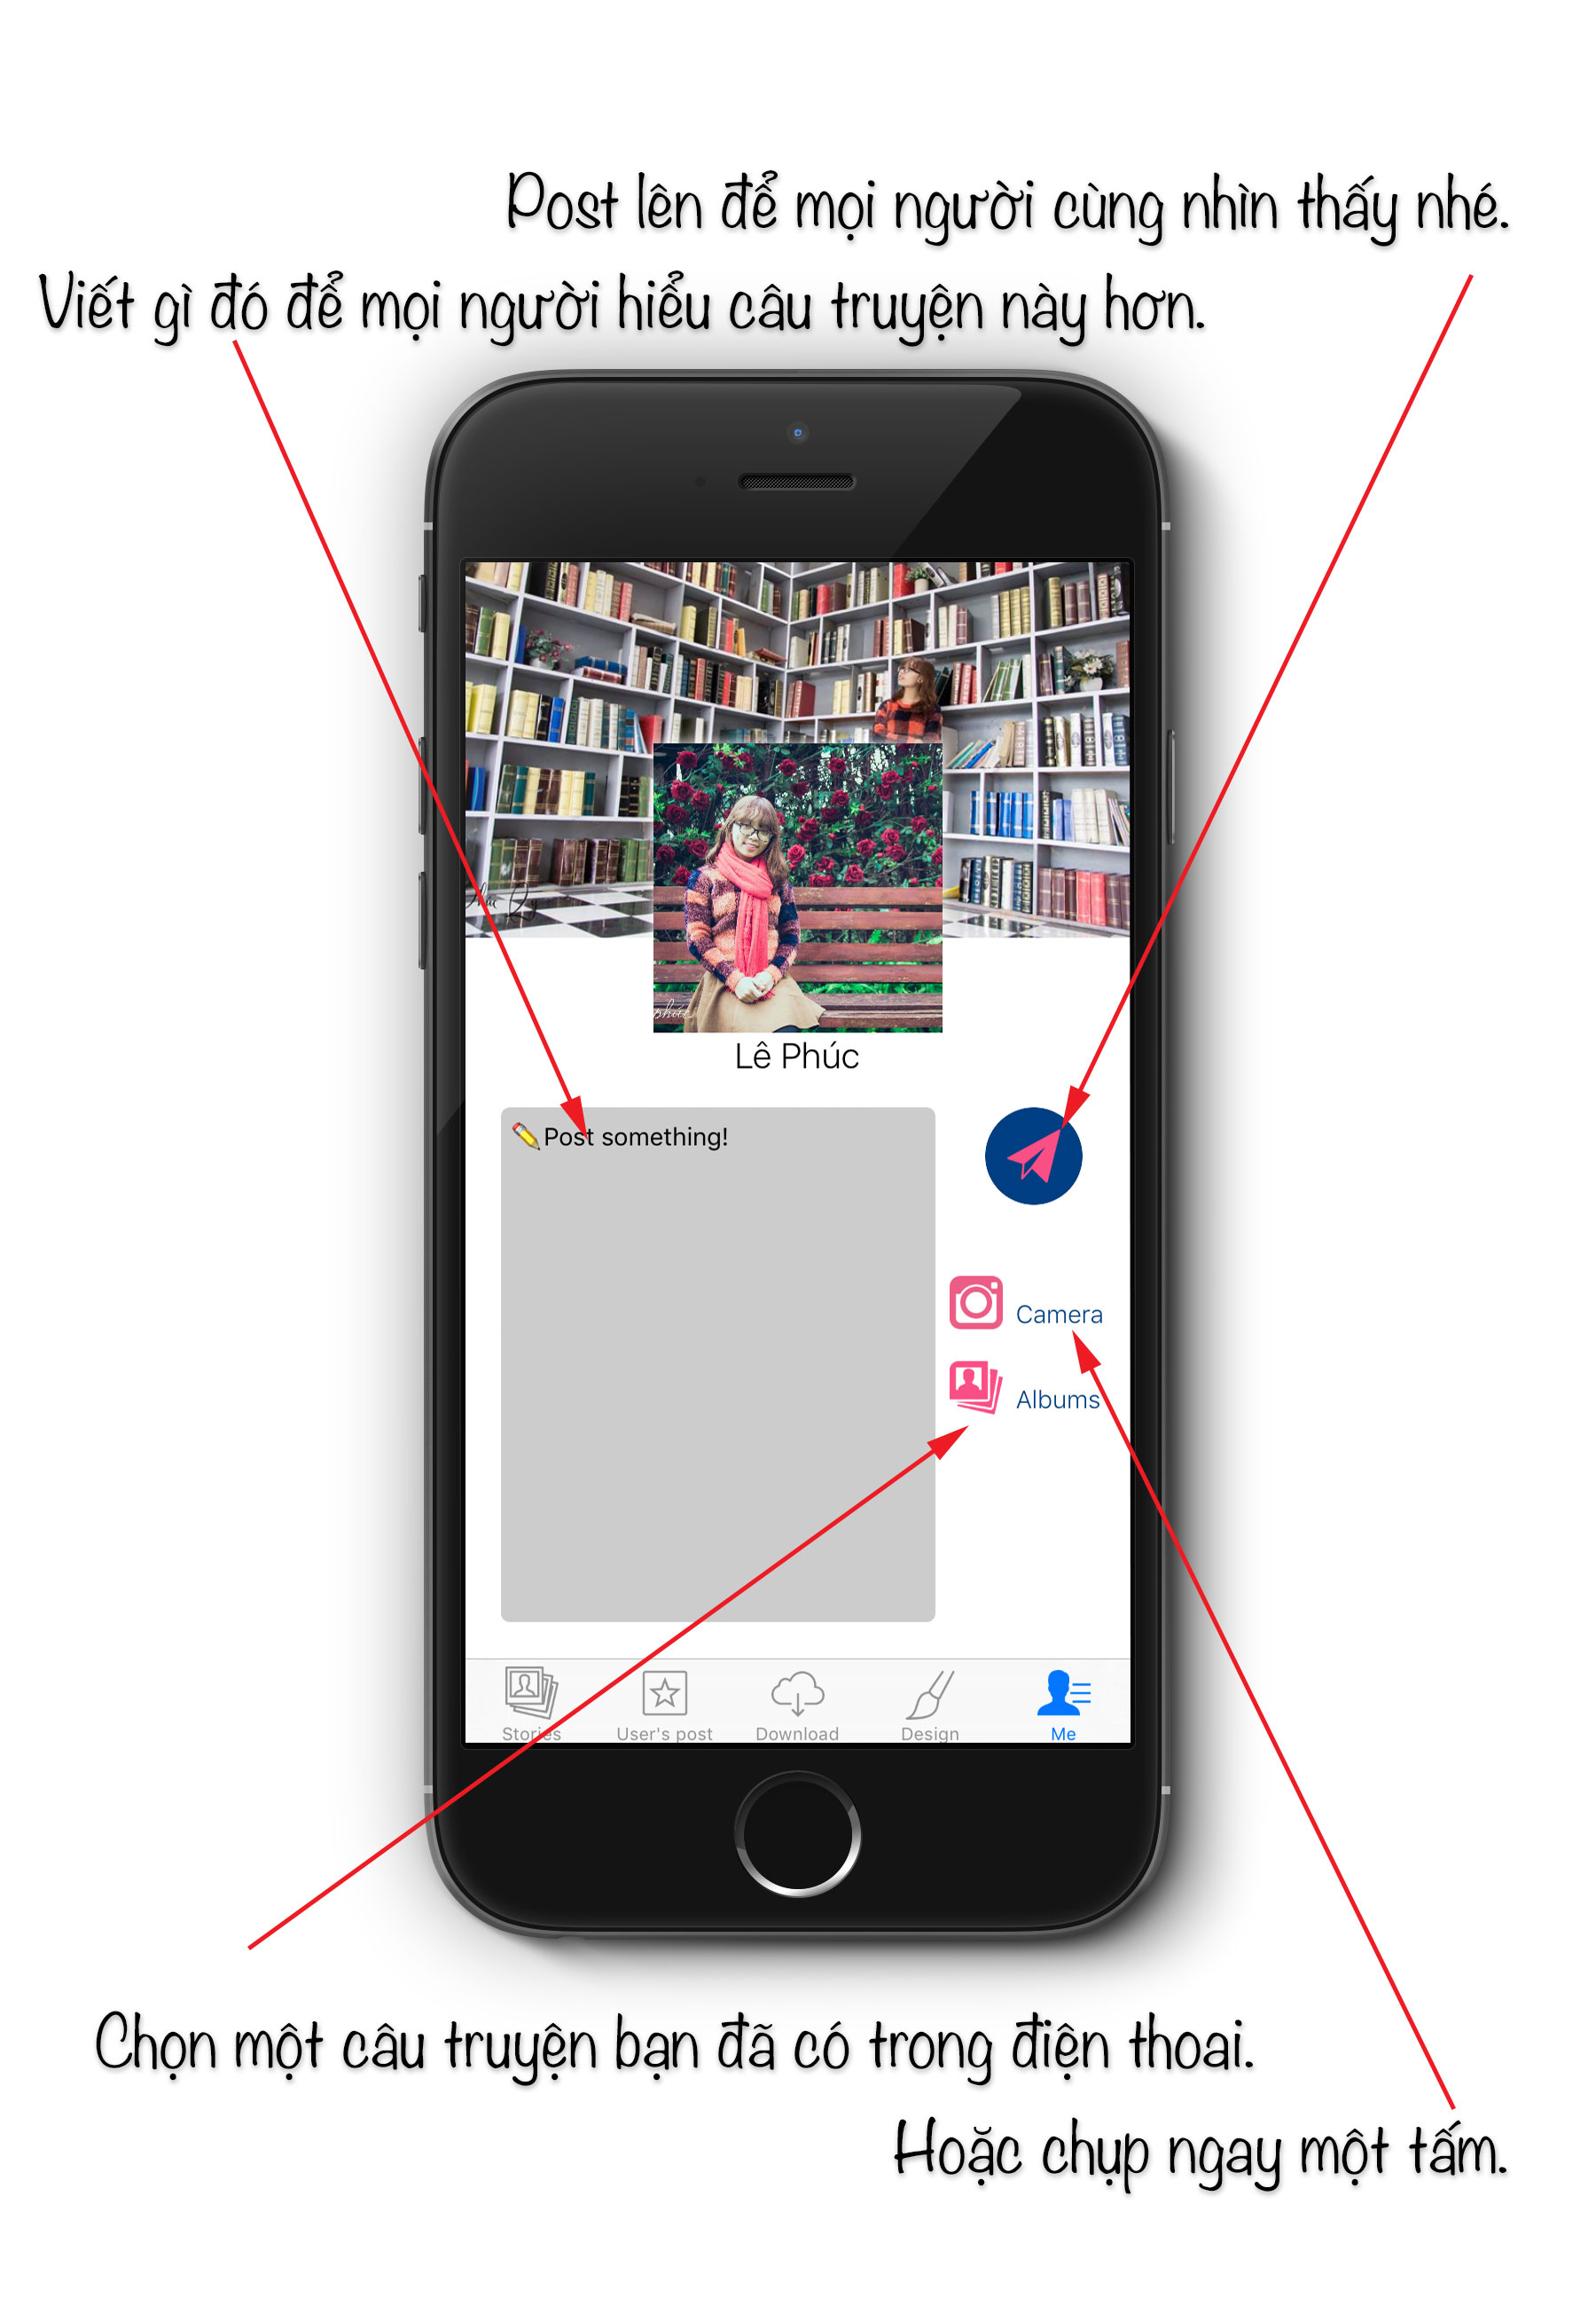 Post lên để mọi người cùng nhìn thấy nhé.
Viết gì đó để mọi người hiểu câu truyện này hơn.
Lê Phúc
✏️Post something!
Camera
Albums
Stories
User's post
Download
Design
Me
Chọn một câu truyện bạn đã có trong điện thoai.
Hoặc chụp ngay một tấm.